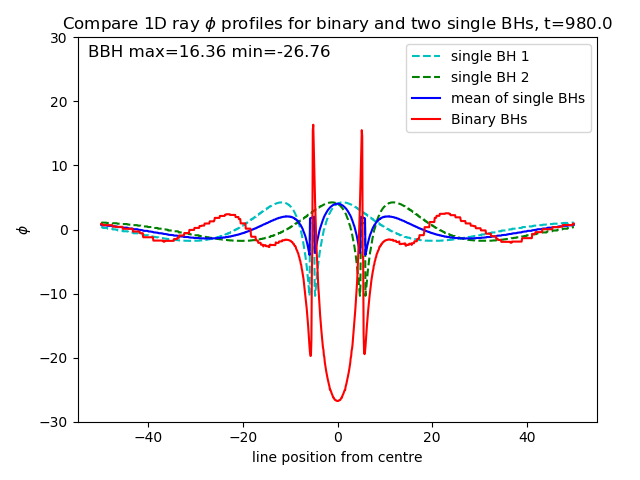 Compare 1D ray ϕ profiles for binary and two single BHs, t=980.0
BBH max=16.36 min=-26.76
single BH 1
single BH 2
mean of single BHs
Binary BHs
30
20
10
0
−10
−20
−30
ϕ
−40
−20
0
20
40
line position from centre